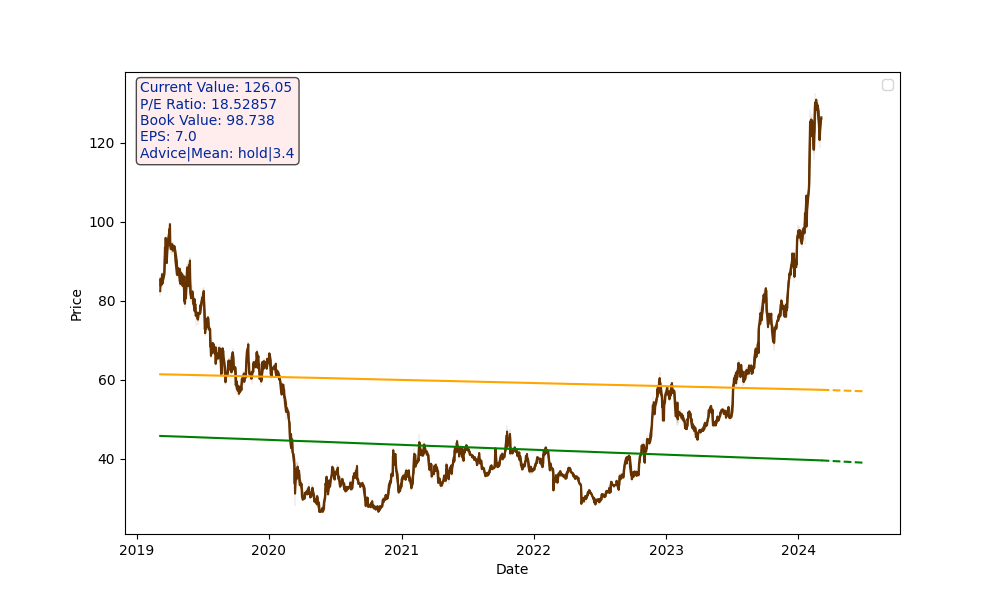 Current Value: 126.05
P/E Ratio: 18.52857
Book Value: 98.738
EPS: 7.0
Advice|Mean: hold|3.4
120
100
80
60
40
Price
2019 2020 2021 2022 2023 2024
Date